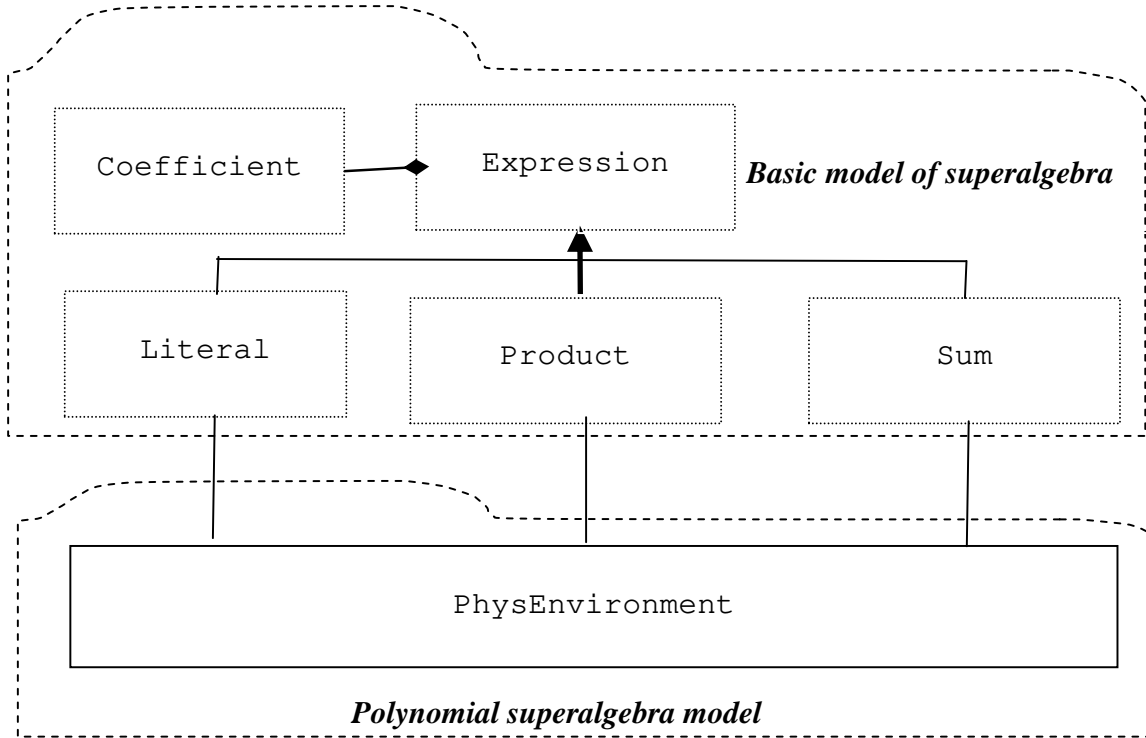 Coefficient
Expression
Basic model of superalgebra
Literal
Product
Sum
PhysEnvironment
Polynomial superalgebra model